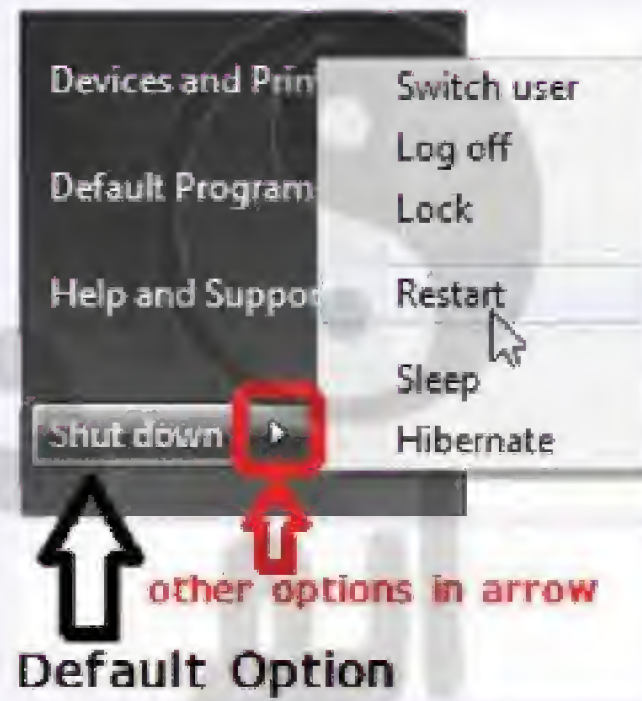 Devices and Prin
Default Program
Help and Suppor
Shut down
Switch user
Log off
Lock
Restart
Sleep
Hibernate
other options in arrow
Default Option